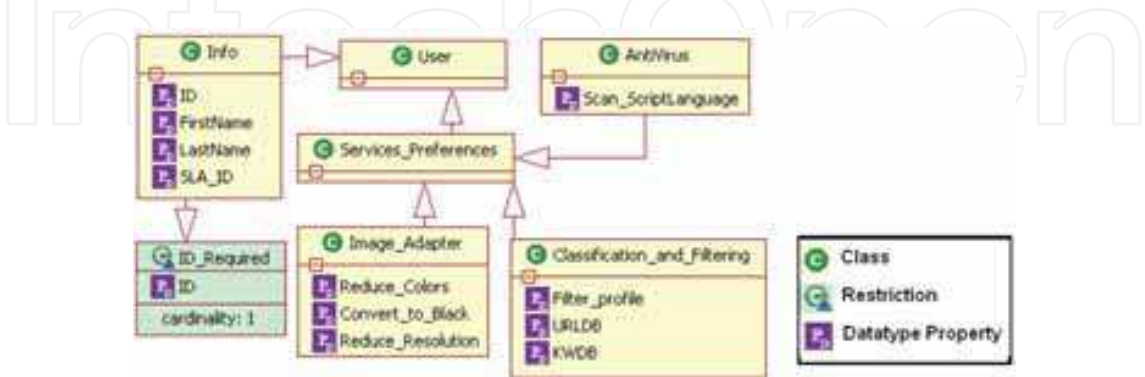 IntechOpen
Info
ID
FirstName
LastName
SLA_ID
User
AntiVirus
Scan_ScriptLanguage
Services_Preferences
ID_Required
ID
cardinality: 1
Image_Adapter
Reduce_Colors
Convert_to_Black
Reduce_Resolution
Classification_and_Filtering
Filter_profile
URLDB
KWDB
Class
Restriction
Datatype Property